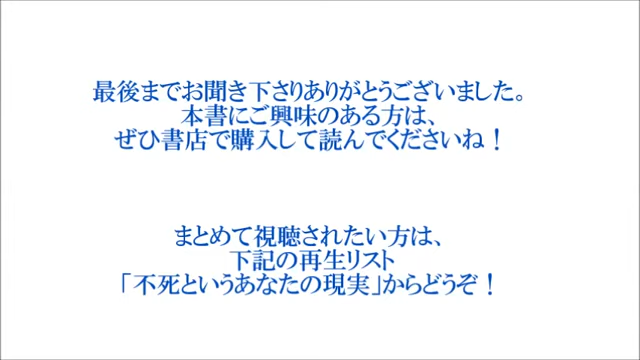 最後までお聞き下さりありがとうございました。
本書にご興味のある方は、
ぜひ書店で購入して読んでくださいね！
まとめて視聴されたい方は、
下記の再生リスト
「不死というあなたの現実」からどうぞ！